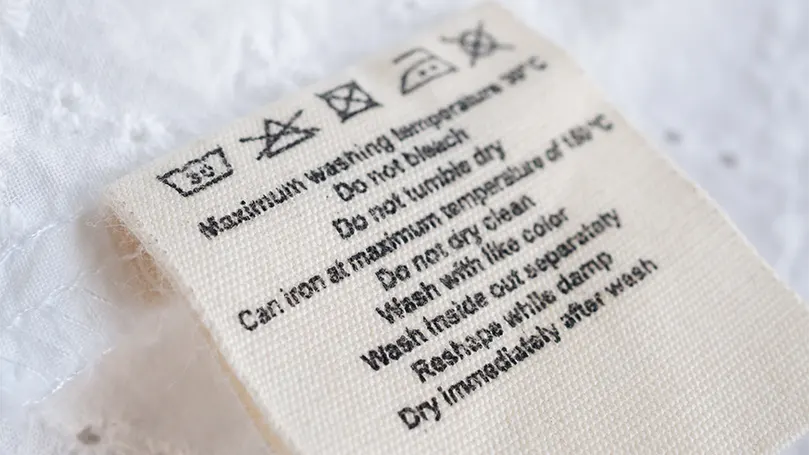 30
Maximum washing temperature 30°C
Do not bleach
Do not tumble dry
Can iron at maximum temperature of 150 °C
Do not dry clean
Wash with like color
Wash inside out separataty
Reshape while damp
Dry immediately after wash